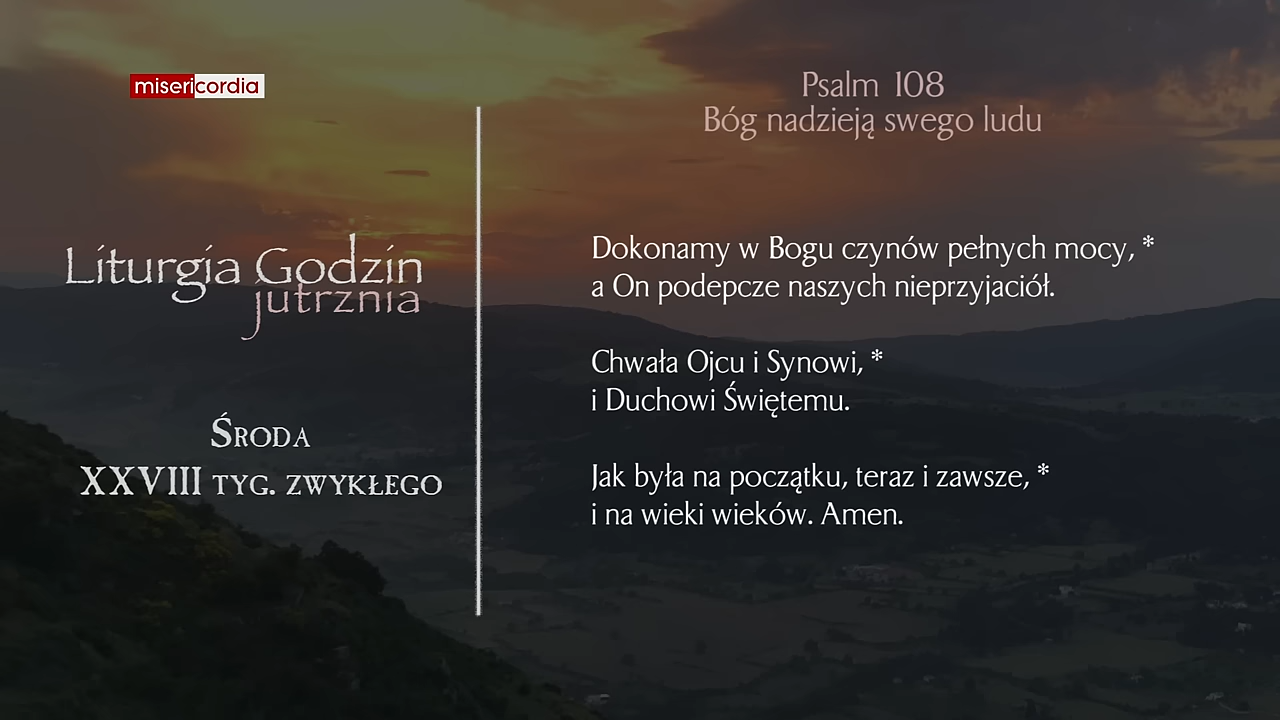 misericordia
Liturgia Godzin
jutrznia
Środa
XXVIII tyg. zwykłego
Psalm 108
Bóg nadzieją swego ludu
Dokonamy w Bogu czynów pełnych mocy, *
a On podepcze naszych nieprzyjaciół.
Chwała Ojcu i Synowi, *
i Duchowi Świętemu.
Jak była na początku, teraz i zawsze, *
i na wieki wieków. Amen.